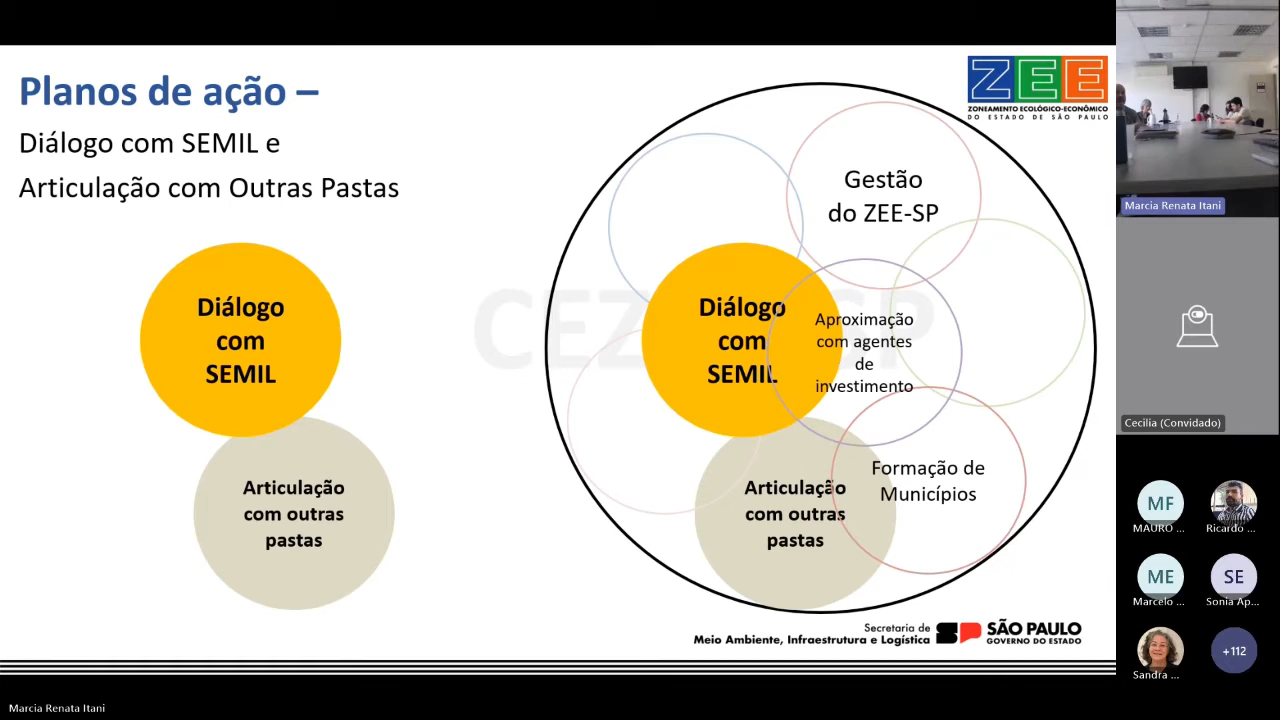 Planos de ação –
Diálogo com SEMIL e
Articulação com Outras Pastas
ZEE
ZONEAMENTO ECOLÓGICO-ECONÔMICO
DO ESTADO DE SÃO PAULO
Diálogo
com
SEMIL
Articulação
com outras
pastas
Gestão
do ZEE-SP
Diálogo
com
SEMIL
Aproximação
com agentes
de
investimento
Articulação
com outras
pastas
Formação de
Municípios
Secretaria de
Meio Ambiente, Infraestrutura e Logística
SP
SÃO PAULO
GOVERNO DO ESTADO
Marcia Renata Itani
Cecilia (Convidado)
MF
MAURO ...
Ricardo ...
ME
Marcelo ...
SE
Sonia Ap...
Sandra ...
+112
Marcia Renata Itani